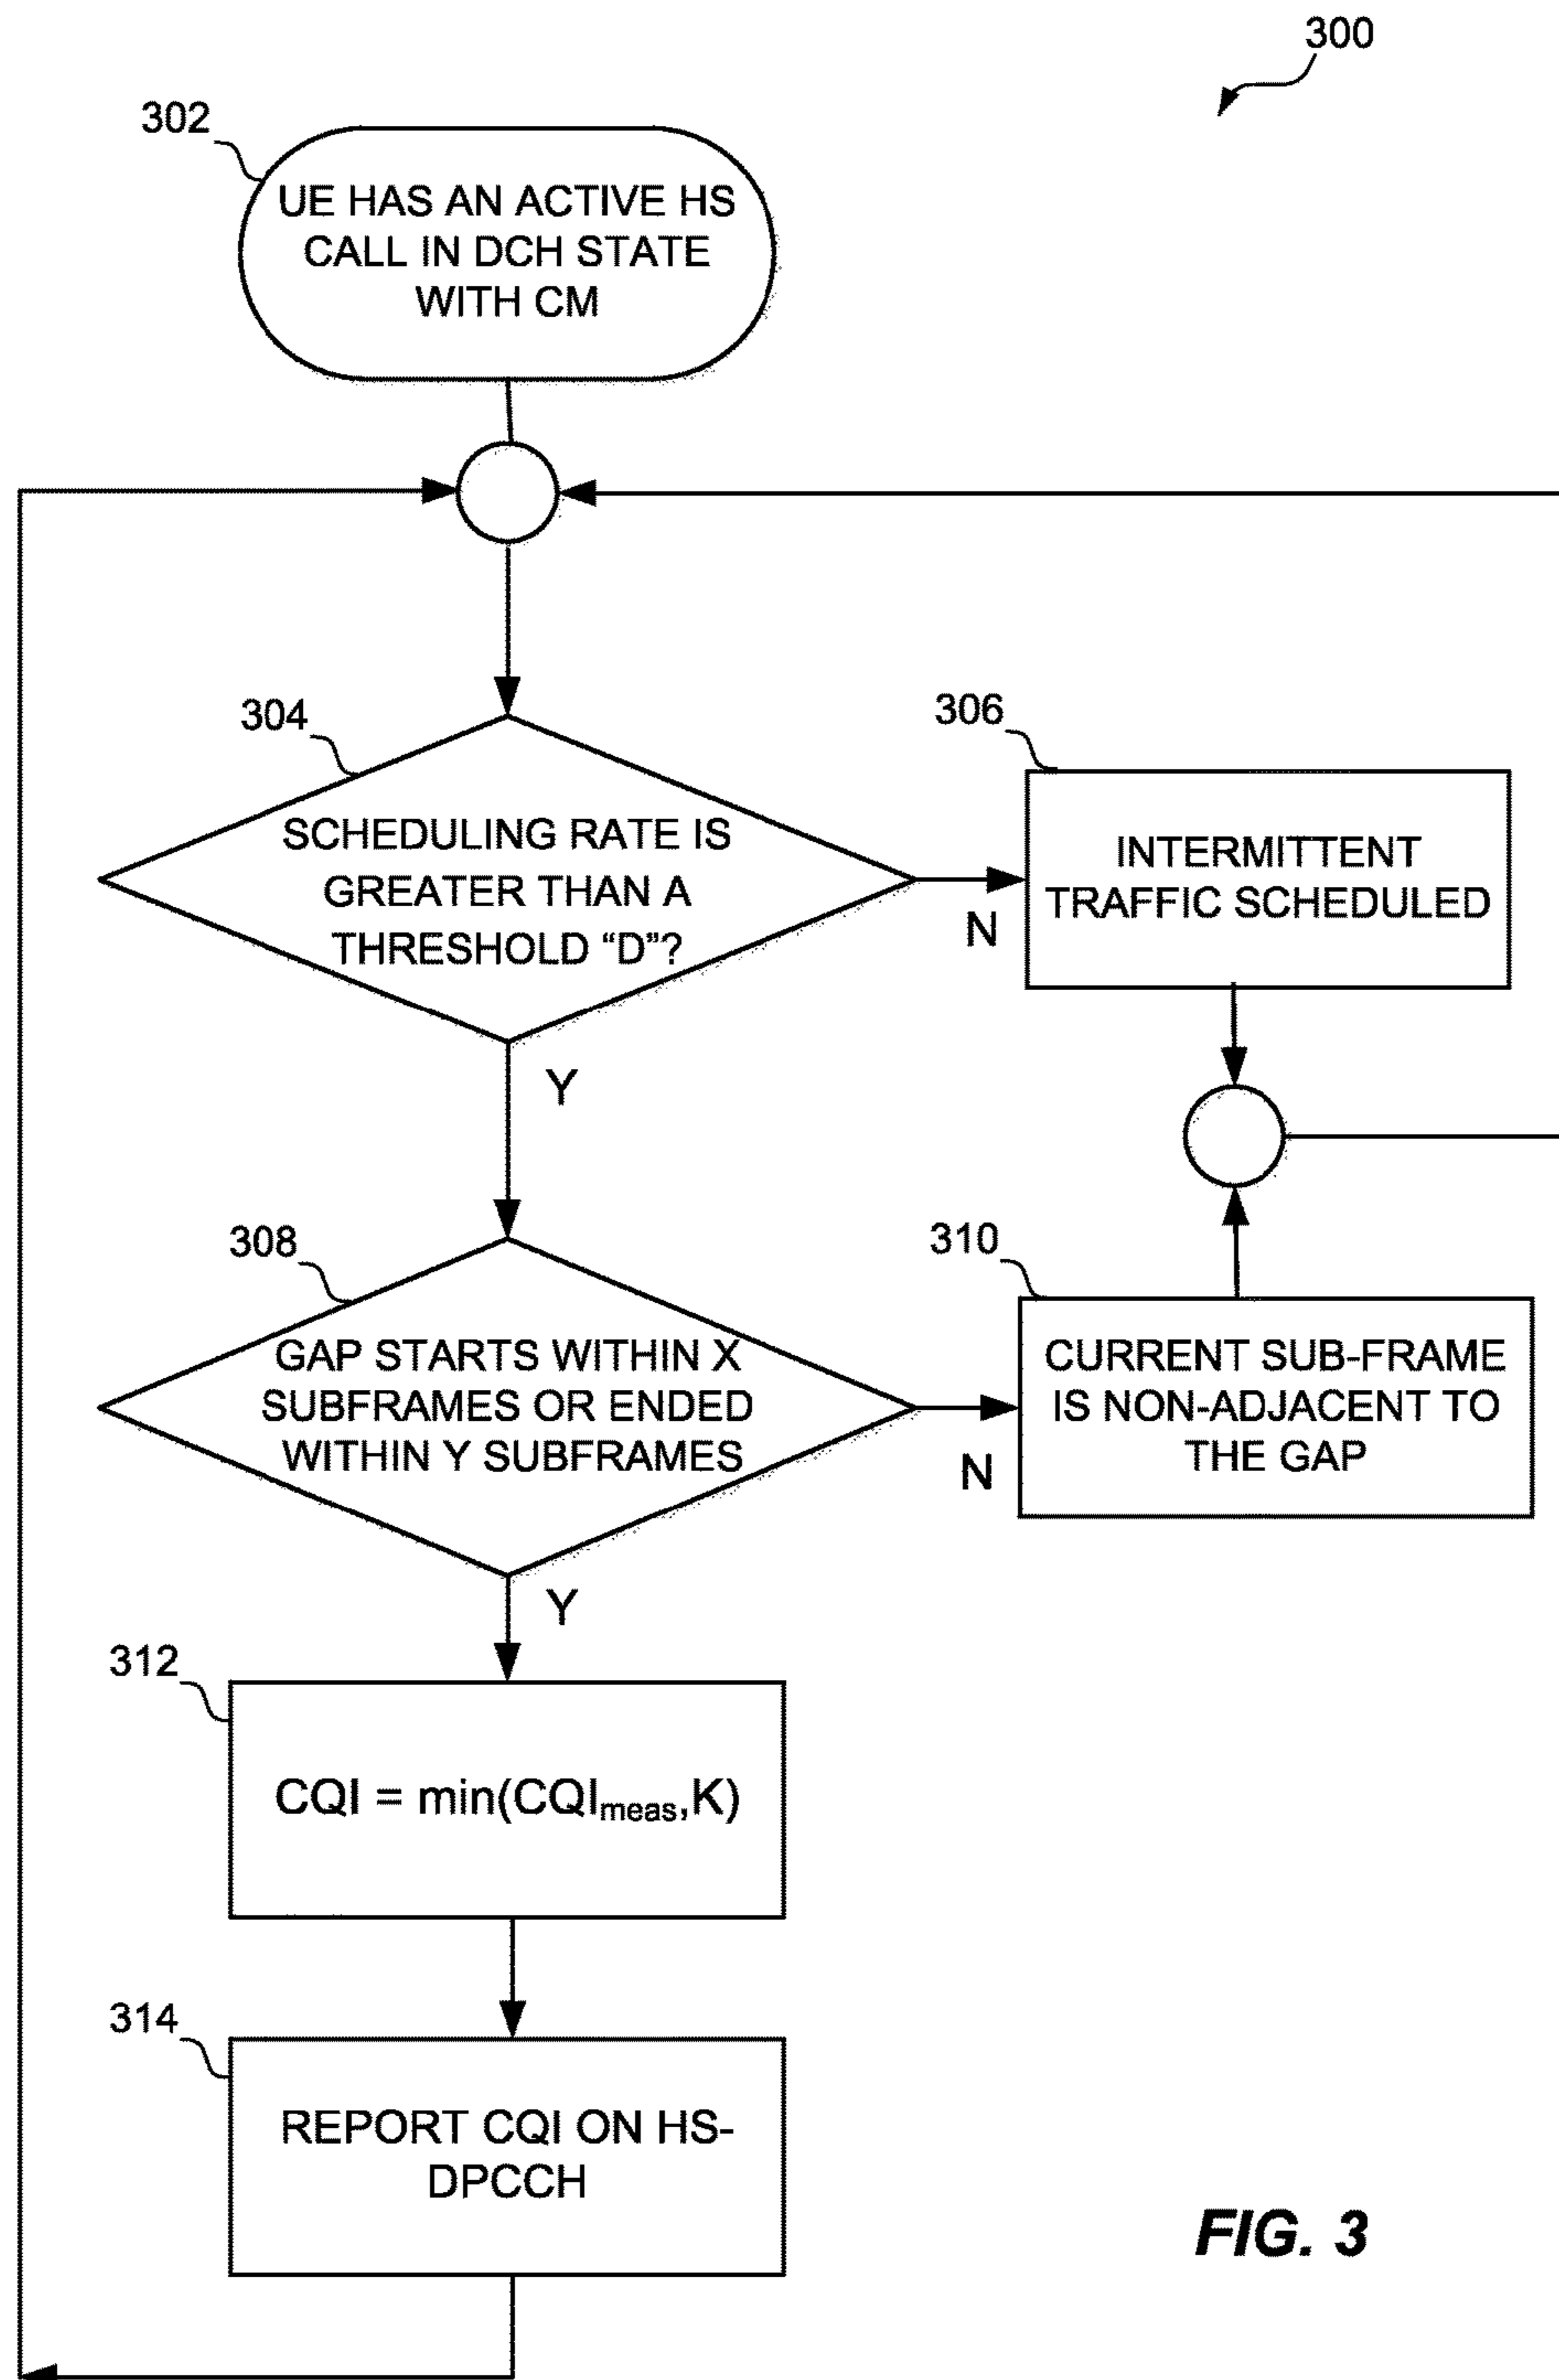 300
302
UE HAS AN ACTIVE HS
CALL IN DCH STATE
WITH CM
304
SCHEDULING RATE IS
GREATER THAN A
THRESHOLD “D”?
N
306
INTERMITTENT
TRAFFIC SCHEDULED
Y
308
GAP STARTS WITHIN X
SUBFRAMES OR ENDED
WITHIN Y SUBFRAMES
N
310
CURRENT SUB-FRAME
IS NON-ADJACENT TO
THE GAP
Y
312
CQI = min(CQImeas,K)
314
REPORT CQI ON HS-
DPCCH
FIG. 3